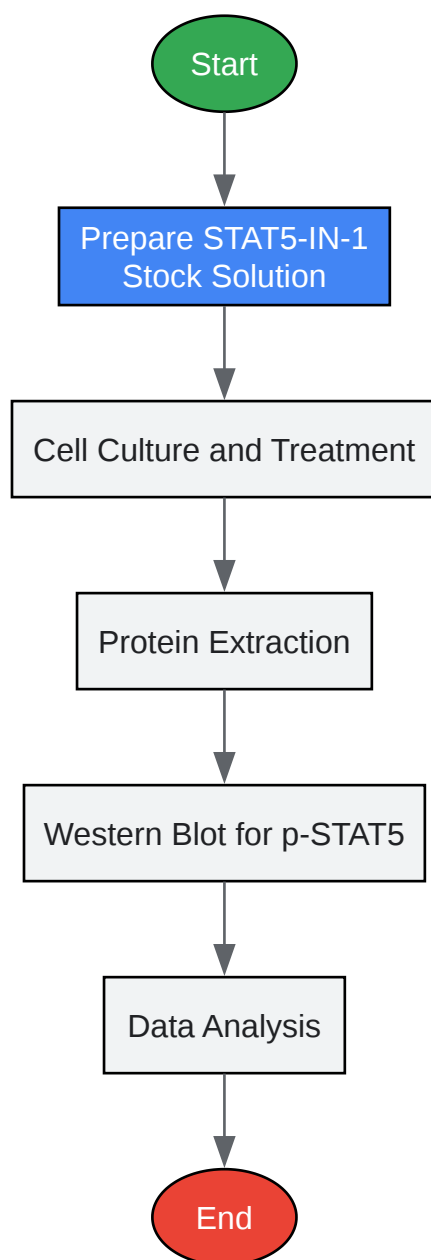 Start
Prepare STAT5-IN-1
Stock Solution
Cell Culture and Treatment
Protein Extraction
Western Blot for p-STAT5
Data Analysis
End